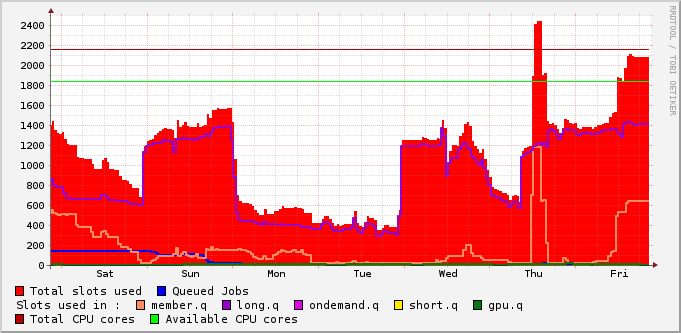 RRDTOOL / TOBI OETIKER
2400
2200
2000
1800
1600
1400
1200
1000
800
600
400
200
0
Sat Sun Mon Tue Wed Thu Fri
Total slots used Queued Jobs
Slots used in : member.q long.q ondemand.q short.q gpu.q
Total CPU cores Available CPU cores